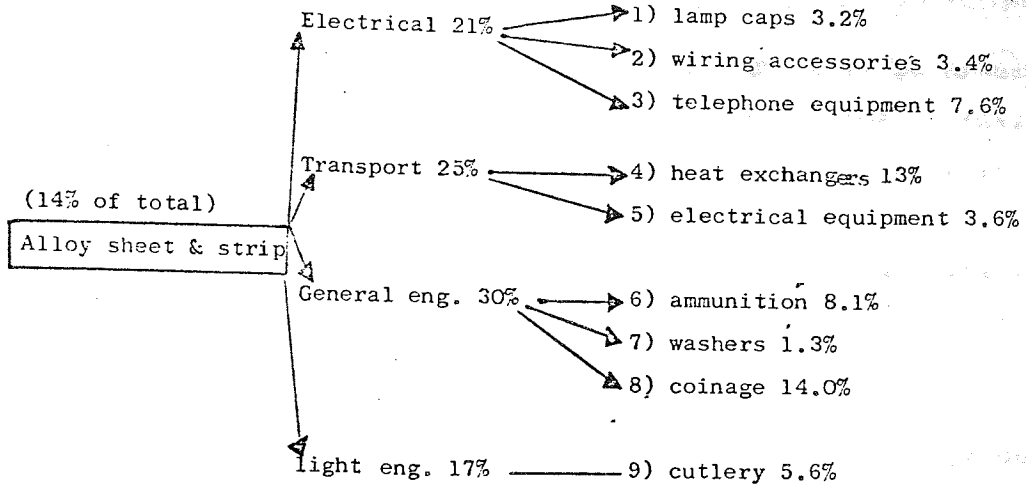 Electrical 21%
1) lamp caps 3.2%
2) wiring accessories 3.4%
3) telephone equipment 7.6%
Transport 25%
4) heat exchangers 13%
5) electrical equipment 3.6%
(14% of total)
Alloy sheet & strip
General eng. 30%
6) ammunition 8.1%
7) washers 1.3%
8) coinage 14.0%
light eng. 17%
9) cutlery 5.6%